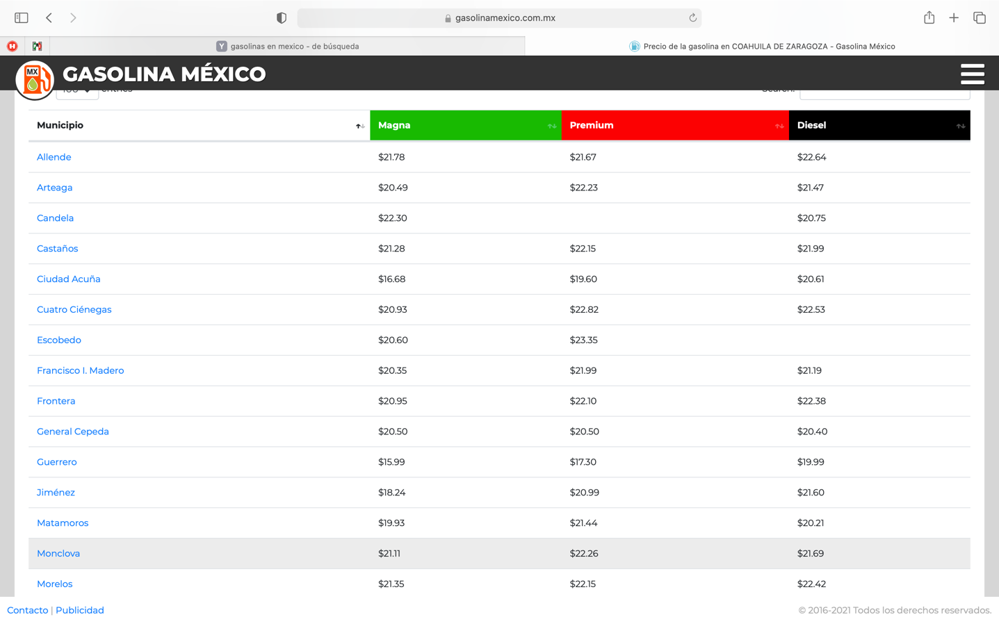 gasolinamexico.com.mx
H
Y gasolinas en mexico - de búsqueda
Precio de la gasolina en COAHUILA DE ZARAGOZA - Gasolina México
MX
GASOLINA MÉXICO
100 entries
Search:
Municipio Magna Premium Diesel
Allende $21.78 $21.67 $22.64
Arteaga $20.49 $22.23 $21.47
Candela $22.30 $20.75
Castaños $21.28 $22.15 $21.99
Ciudad Acuña $16.68 $19.60 $20.61
Cuatro Ciénegas $20.93 $22.82 $22.53
Escobedo $20.60 $23.35
Francisco I. Madero $20.35 $21.99 $21.19
Frontera $20.95 $22.10 $22.38
General Cepeda $20.50 $20.50 $20.40
Guerrero $15.99 $17.30 $19.99
Jiménez $18.24 $20.99 $21.60
Matamoros $19.93 $21.44 $20.21
Monclova $21.11 $22.26 $21.69
Morelos $21.35 $22.15 $22.42
Contacto | Publicidad
© 2016-2021 Todos los derechos reservados.